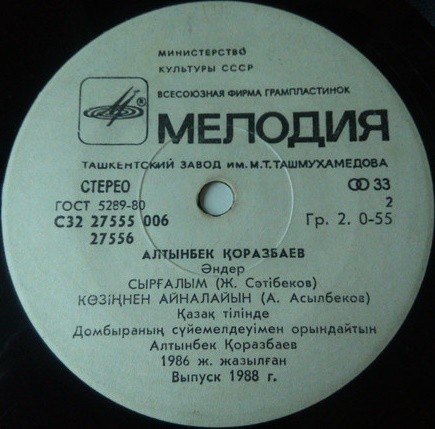 МИНИСТЕРСТВО
КУЛЬТУРЫ СССР
ВСЕСОЮЗНАЯ ФИРМА ГРАМПЛАСТИНОК
® МЕЛОДИЯ
ТАШКЕНТСКИЙ ЗАВОД ИМ. М.Т. ТАШМУХАМЕДОВА
СТЕРЕО 33
ГОСТ 5289-80 2
С32 27555 006 Гр. 2. 0-55
27556
АЛТЫНБЕК ҚОРАЗБАЕВ
Әндер
СЫРҒАЛЫМ (Ж. Сәтібеков)
КӨЗІҢНЕН АЙНАЛАЙЫН (А. Асылбеков)
Қазақ тілінде
Домбыраның сүйемелдеуімен орындайтын
Алтынбек Қоразбаев
1986 ж. жазылған
Выпуск 1988 г.